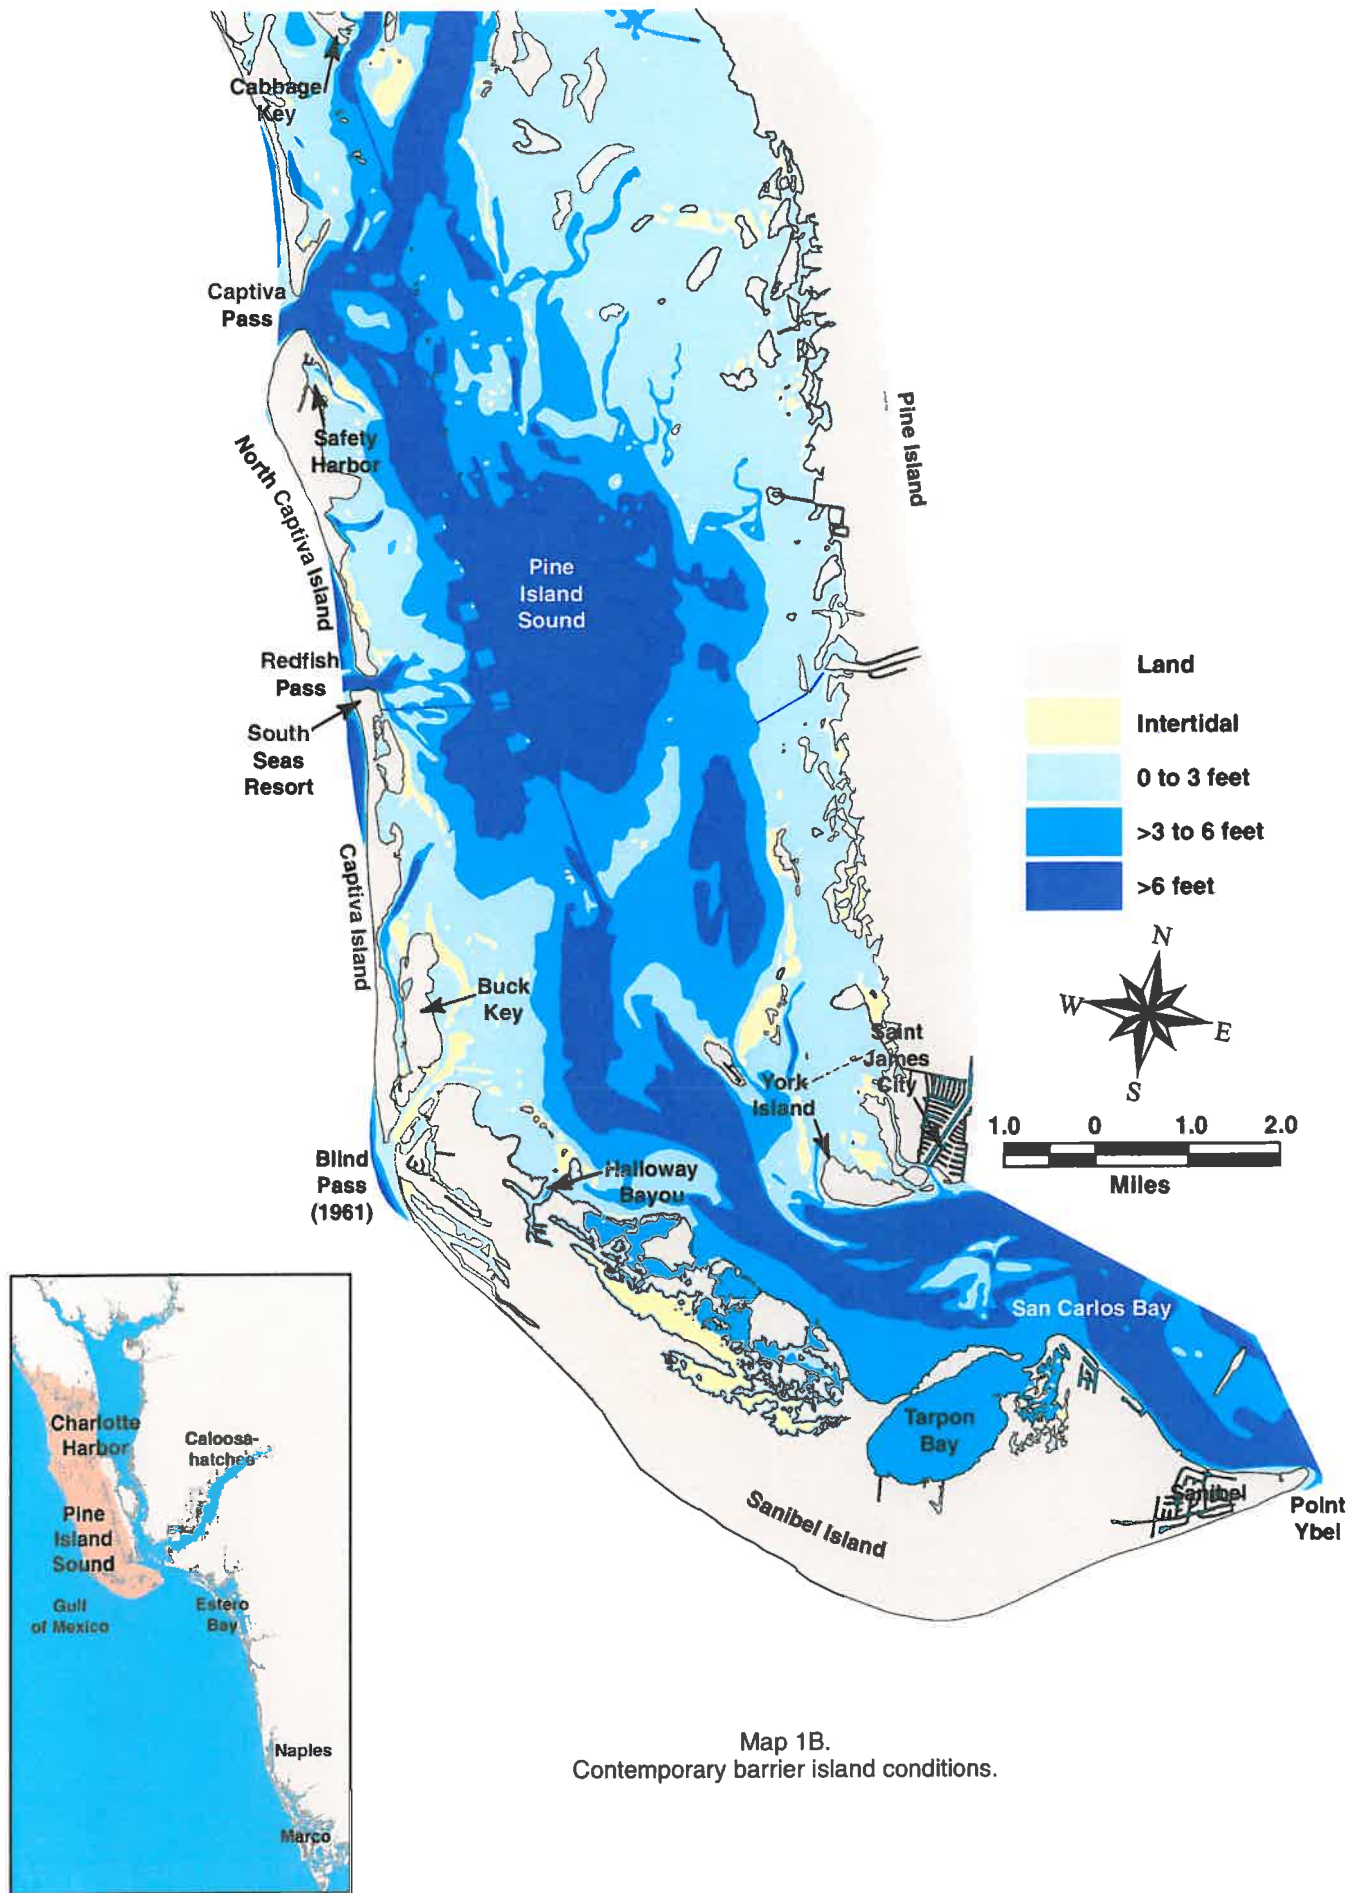 Cabbage
Key
Captiva
Pass
Safety
Harbor
North Captiva Island
Pine Island
Pine
Island
Sound
Redfish
Pass
South
Seas
Resort
Captiva Island
Buck
Key
Saint
James
City
York
Island
Blind
Pass
(1961)
Halloway
Bayou
San Carlos Bay
Tarpon
Bay
Sanibel Island
Sanibel
Point
Ybel
Land
Intertidal
0 to 3 feet
>3 to 6 feet
>6 feet
N
W
E
S
1.0 0 1.0 2.0
Miles
Charlotte
Harbor
Caloosa-
hatchee
Pine
Island
Sound
Gulf
of Mexico
Estero
Bay
Naples
Marco
Map 1B.
Contemporary barrier island conditions.